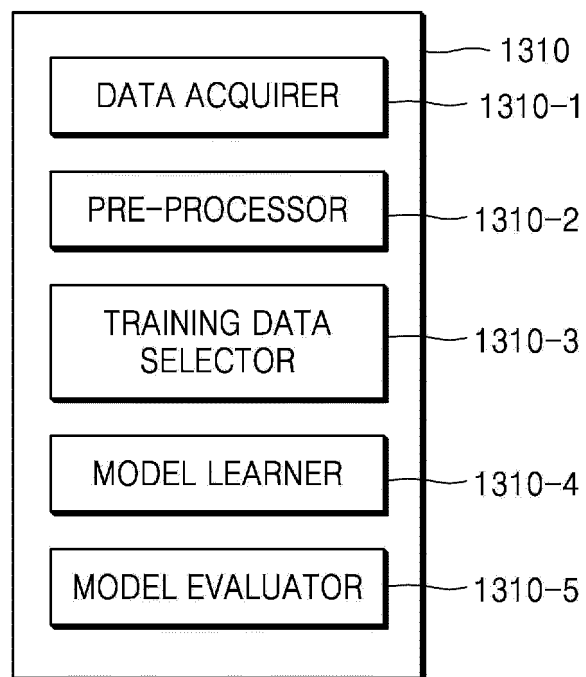 1310
DATA ACQUIRER
1310-1
PRE-PROCESSOR
1310-2
TRAINING DATA
SELECTOR
1310-3
MODEL LEARNER
1310-4
MODEL EVALUATOR
1310-5